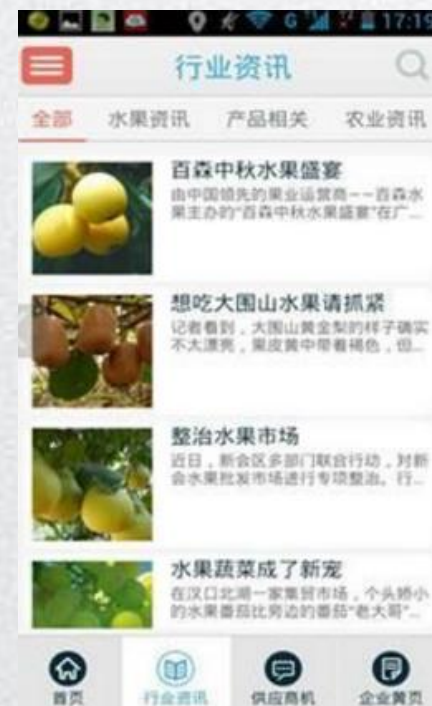 G 17:19
行业资讯
全部 水果资讯 产品相关 农业资讯
百森中秋水果盛宴
由中国领先的果业运营商——百森水
果主办的“百森中秋水果盛宴”在广...
想吃大围山水果请抓紧
记者看到，大围山黄金梨的样子确实
不太漂亮，果皮黄中带着褐色，但...
整治水果市场
近日，新会区多部门联合行动，对新
会水果批发市场进行专项整治。行...
水果蔬菜成了新宠
在汉口北湖一家集贸市场，个头娇小
的水果番茄比旁边的番茄“老大哥”...
首页 行业资讯 供应商机 企业黄页